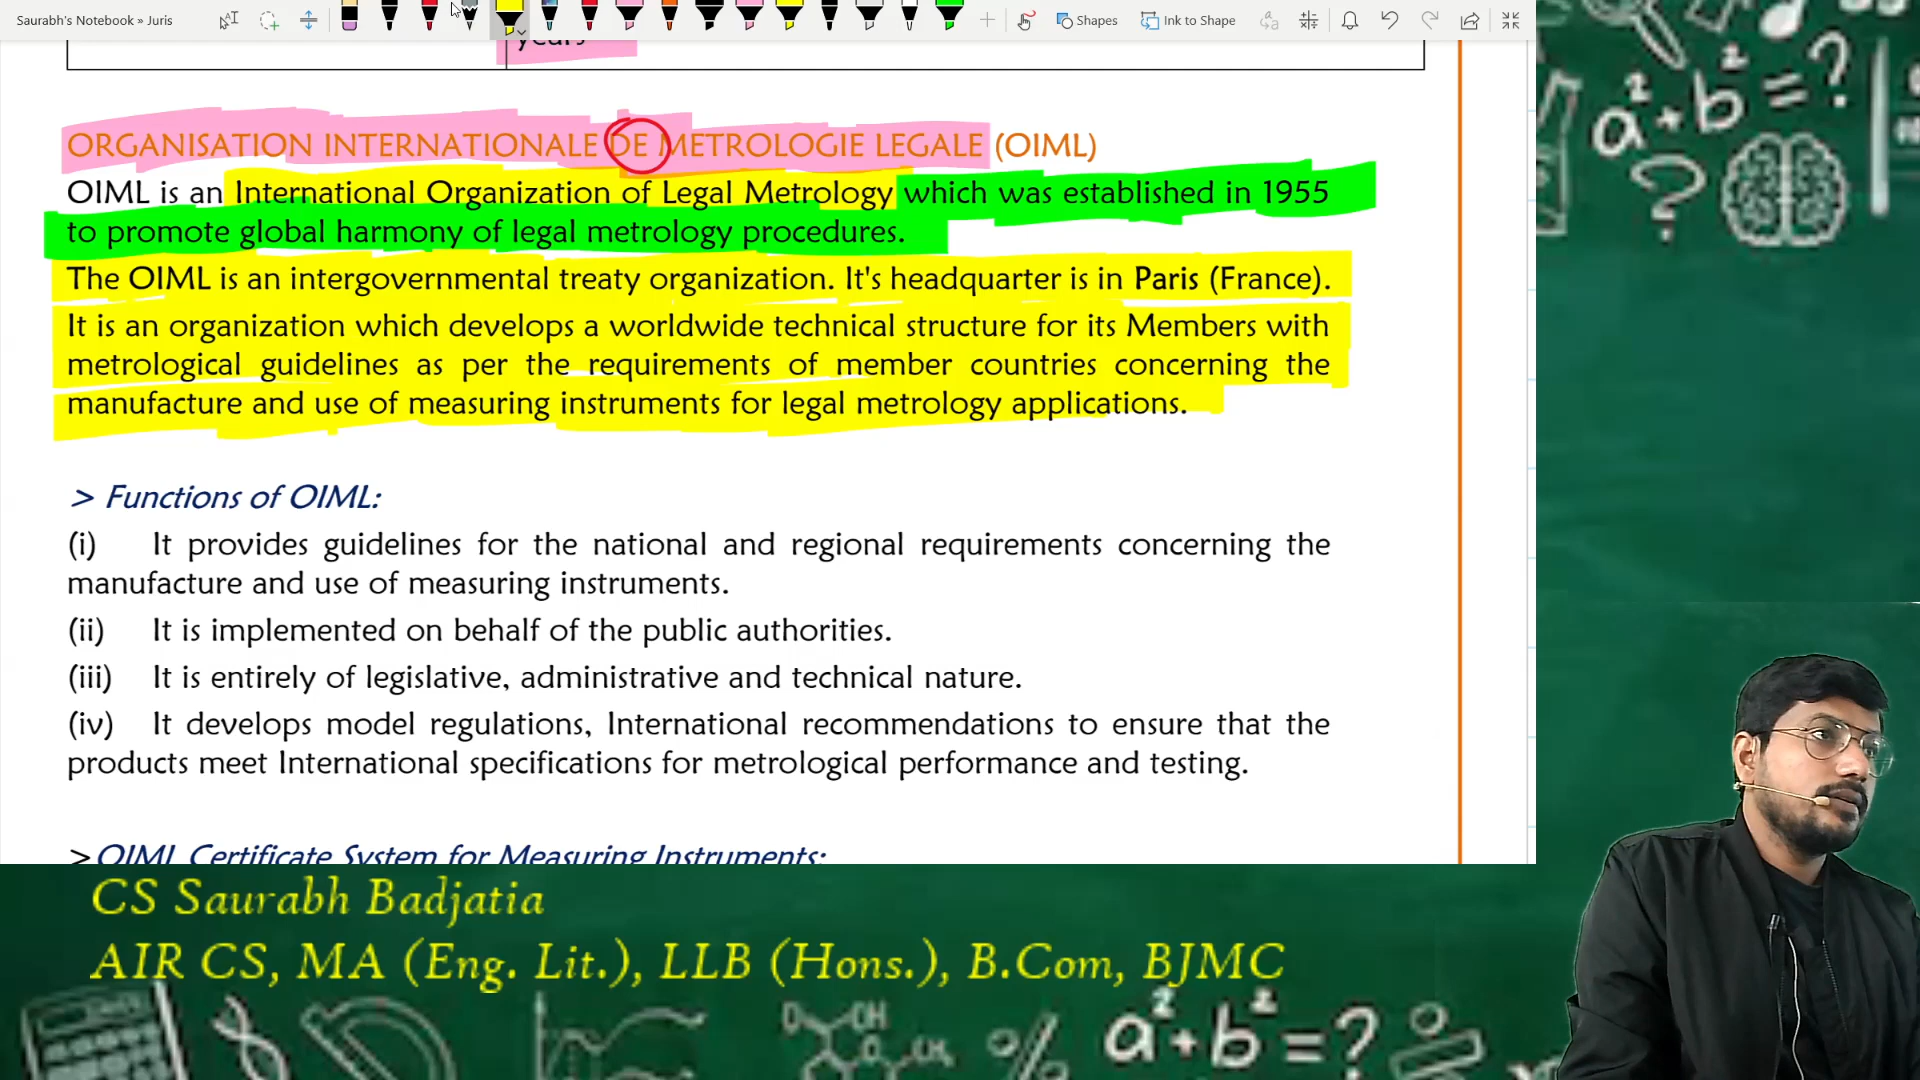 Saurabh's Notebook » Juris
Shapes
Ink to Shape
years
ORGANISATION INTERNATIONALE DE METROLOGIE LEGALE (OIML)
OIML is an International Organization of Legal Metrology which was established in 1955
to promote global harmony of legal metrology procedures.
The OIML is an intergovernmental treaty organization. It's headquarter is in Paris (France).
It is an organization which develops a worldwide technical structure for its Members with
metrological guidelines as per the requirements of member countries concerning the
manufacture and use of measuring instruments for legal metrology applications.
> Functions of OIML:
(i) It provides guidelines for the national and regional requirements concerning the
manufacture and use of measuring instruments.
(ii) It is implemented on behalf of the public authorities.
(iii) It is entirely of legislative, administrative and technical nature.
(iv) It develops model regulations, International recommendations to ensure that the
products meet International specifications for metrological performance and testing.
>OIML Certificate System for Measuring Instruments:
CS Saurabh Badjatia
AIR CS, MA (Eng. Lit.), LLB (Hons.), B.Com, BJMC
a²+b²=?
?
a²+b²=?